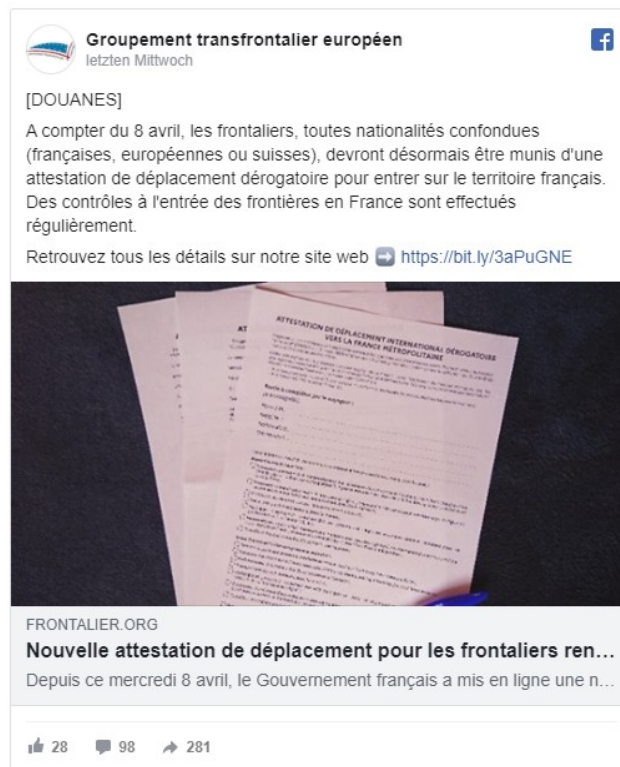 Groupement transfrontalier européen
letzten Mittwoch
[DOUANES]
A compter du 8 avril, les frontaliers, toutes nationalités confondues
(françaises, européennes ou suisses), devront désormais être munis d'une
attestation de déplacement dérogatoire pour entrer sur le territoire français.
Des contrôles à l'entrée des frontières en France sont effectués
régulièrement.
Retrouvez tous les détails sur notre site web ➡ https://bit.ly/3aPuGNE
ATTESTATION DE DÉPLACEMENT INTERNATIONAL DÉROGATOIRE
VERS LA FRANCE MÉTROPOLITAINE
FRONTALIER.ORG
Nouvelle attestation de déplacement pour les frontaliers ren...
Depuis ce mercredi 8 avril, le Gouvernement français a mis en ligne une n...
28 98 281